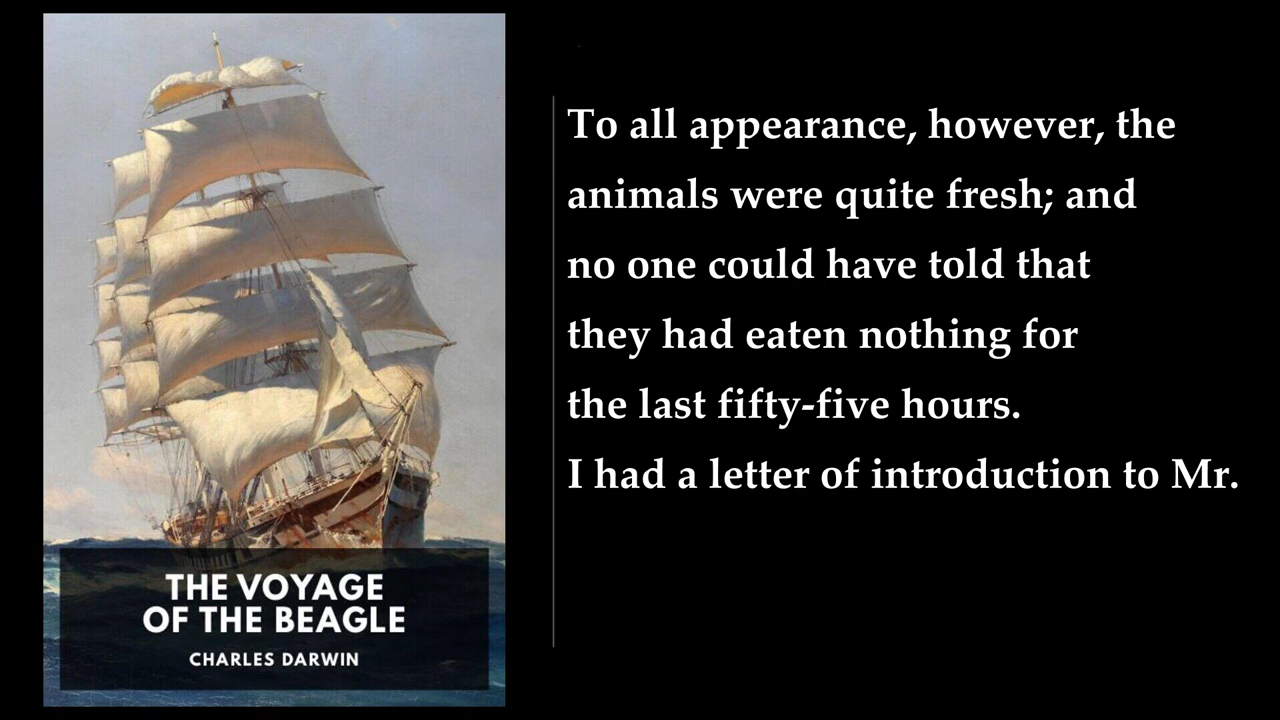 THE VOYAGE
OF THE BEAGLE
CHARLES DARWIN
To all appearance, however, the
animals were quite fresh; and
no one could have told that
they had eaten nothing for
the last fifty-five hours.
I had a letter of introduction to Mr.